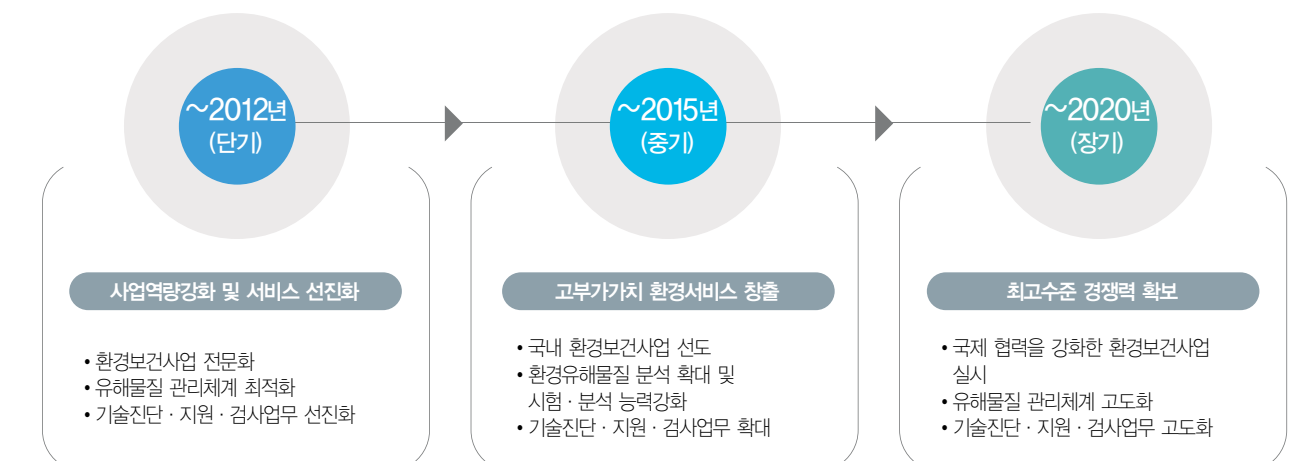 ~2012년
(단기)
사업역량강화 및 서비스 선진화
• 환경보건사업 전문화
• 유해물질 관리체계 최적화
• 기술진단 · 지원 · 검사업무 선진화
~2015년
(중기)
고부가가치 환경서비스 창출
• 국내 환경보건사업 선도
• 환경유해물질 분석 확대 및
시험 · 분석 능력강화
• 기술진단 · 지원 · 검사업무 확대
~2020년
(장기)
최고수준 경쟁력 확보
• 국제 협력을 강화한 환경보건사업
실시
• 유해물질 관리체계 고도화
• 기술진단 · 지원 · 검사업무 고도화